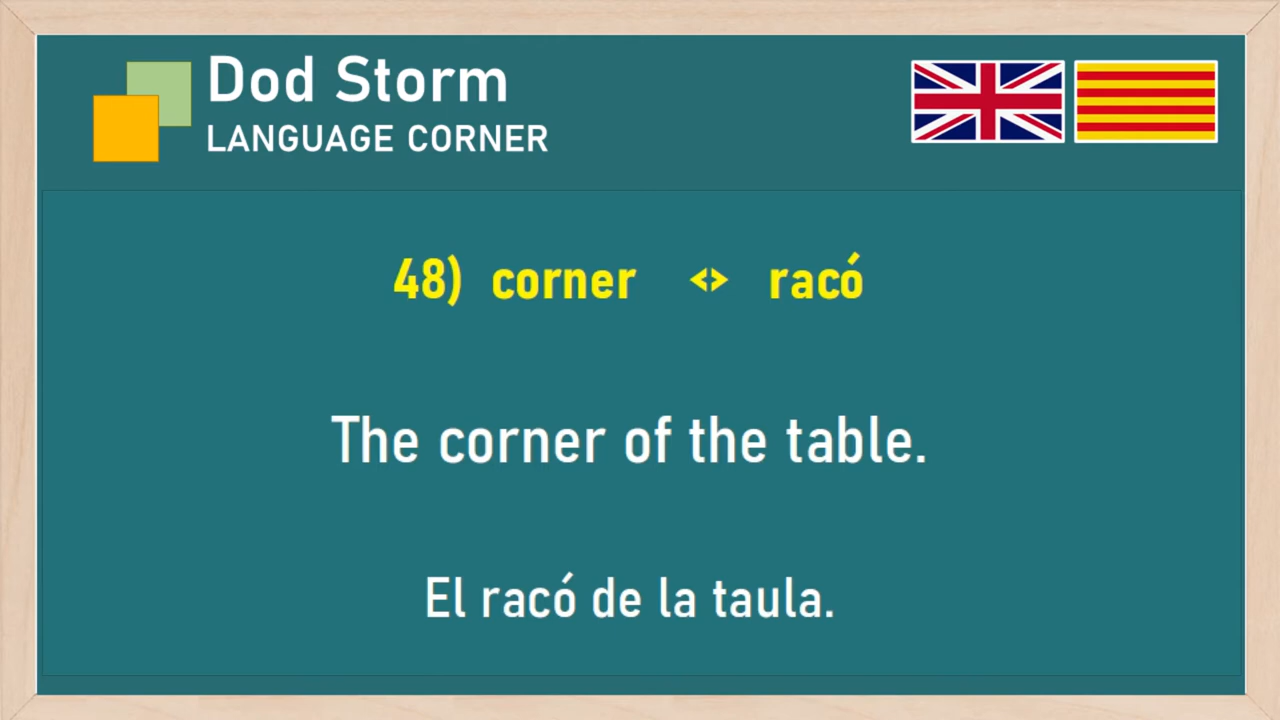 Dod Storm
LANGUAGE CORNER
48) corner <> racó
The corner of the table.
El racó de la taula.